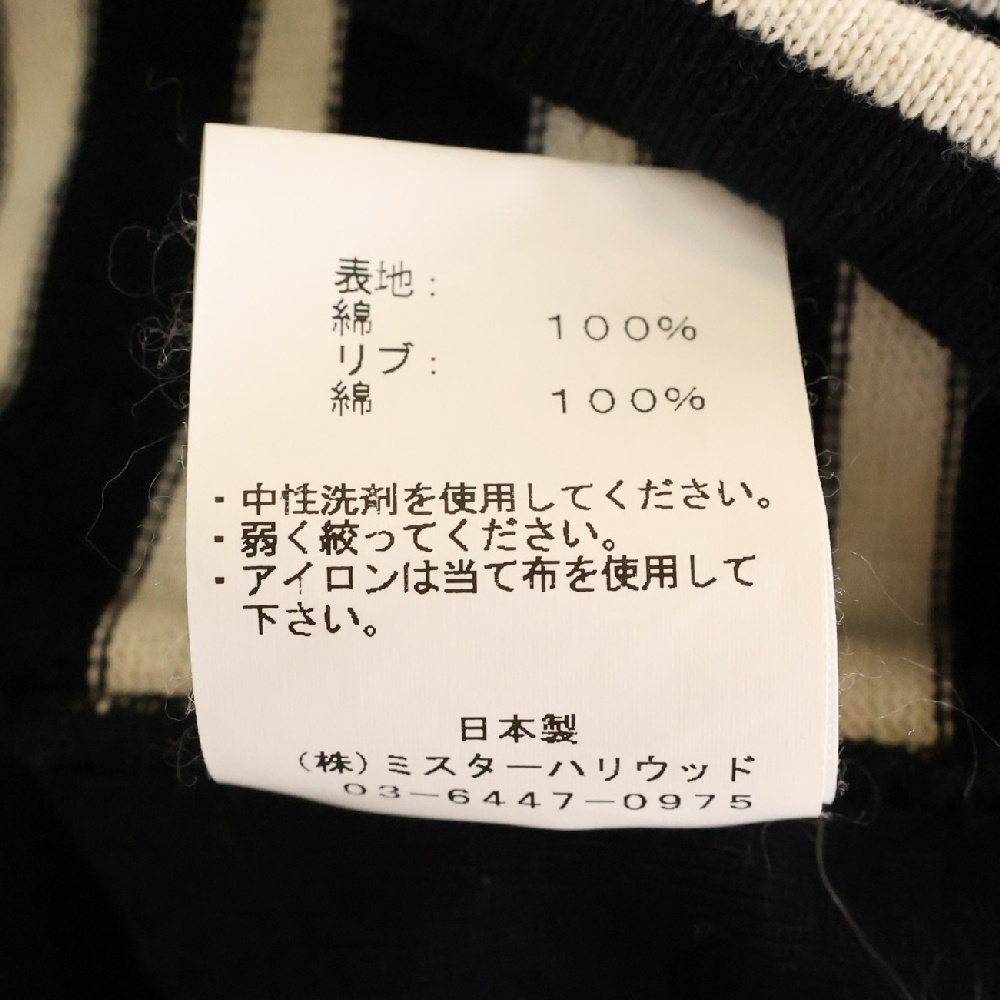 表地:
綿 100%
リブ:
綿 100%
・中性洗剤を使用してください。
・弱く絞ってください。
・アイロンは当て布を使用して
下さい。
日本製
(株)ミスターハリウッド
03-6447-0975